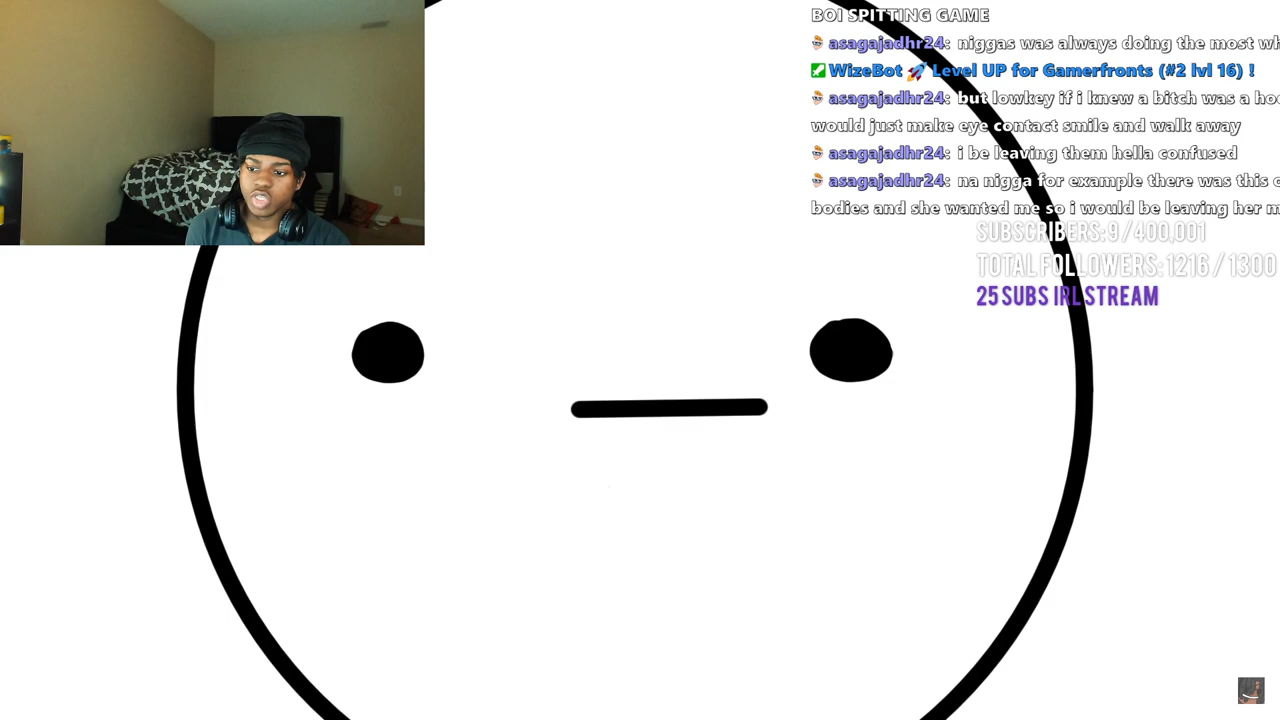 BOI SPITTING GAME
asagajadhr24: niggas was always doing the most
WizeBot 🚀 Level UP for Gamerfronts (#2 lvl 16) !
asagajadhr24: but lowkey if i knew a bitch was a
would just make eye contact smile and walk away
asagajadhr24: i be leaving them hella confused
asagajadhr24: na nigga for example there was this
bodies and she wanted me so i would be leaving her
SUBSCRIBERS: 9 / 400,001
TOTAL FOLLOWERS: 1216 / 1300
25 SUBS IRL STREAM